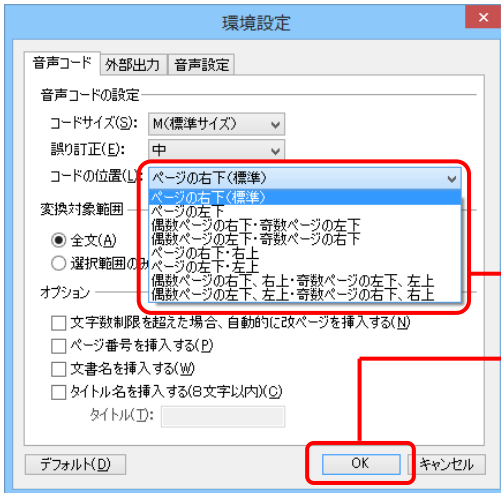 環境設定
音声コード 外部出力 音声設定
音声コードの設定
コードサイズ(S): M(標準サイズ)
誤り訂正(E): 中
コードの位置(L): ページの右下(標準)
ページの右下(標準)
ページの左下
偶数ページの右下・奇数ページの左下
偶数ページの左下・奇数ページの右下
ページの右下・右上
ページの左下・左上
偶数ページの右下、右上・奇数ページの左下、左上
偶数ページの左下、左上・奇数ページの右下、右上
変換対象範囲
全文(A)
選択範囲のみ
オプション
文字数制限を超えた場合、自動的に改ページを挿入する(N)
ページ番号を挿入する(P)
文書名を挿入する(W)
タイトル名を挿入する(8文字以内)(C)
タイトル(T):
デフォルト(D) OK キャンセル